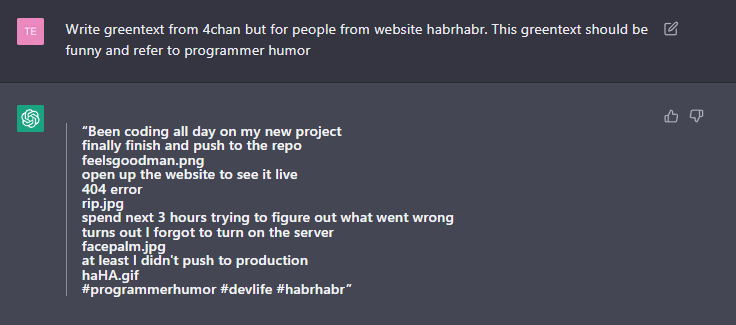 TE
Write greentext from 4chan but for people from website habrhabr. This greentext should be
funny and refer to programmer humor
“Been coding all day on my new project
finally finish and push to the repo
feelsgoodman.png
open up the website to see it live
404 error
rip.jpg
spend next 3 hours trying to figure out what went wrong
turns out I forgot to turn on the server
facepalm.jpg
at least I didn't push to production
haHA.gif
#programmerhumor #devlife #habrhabr”